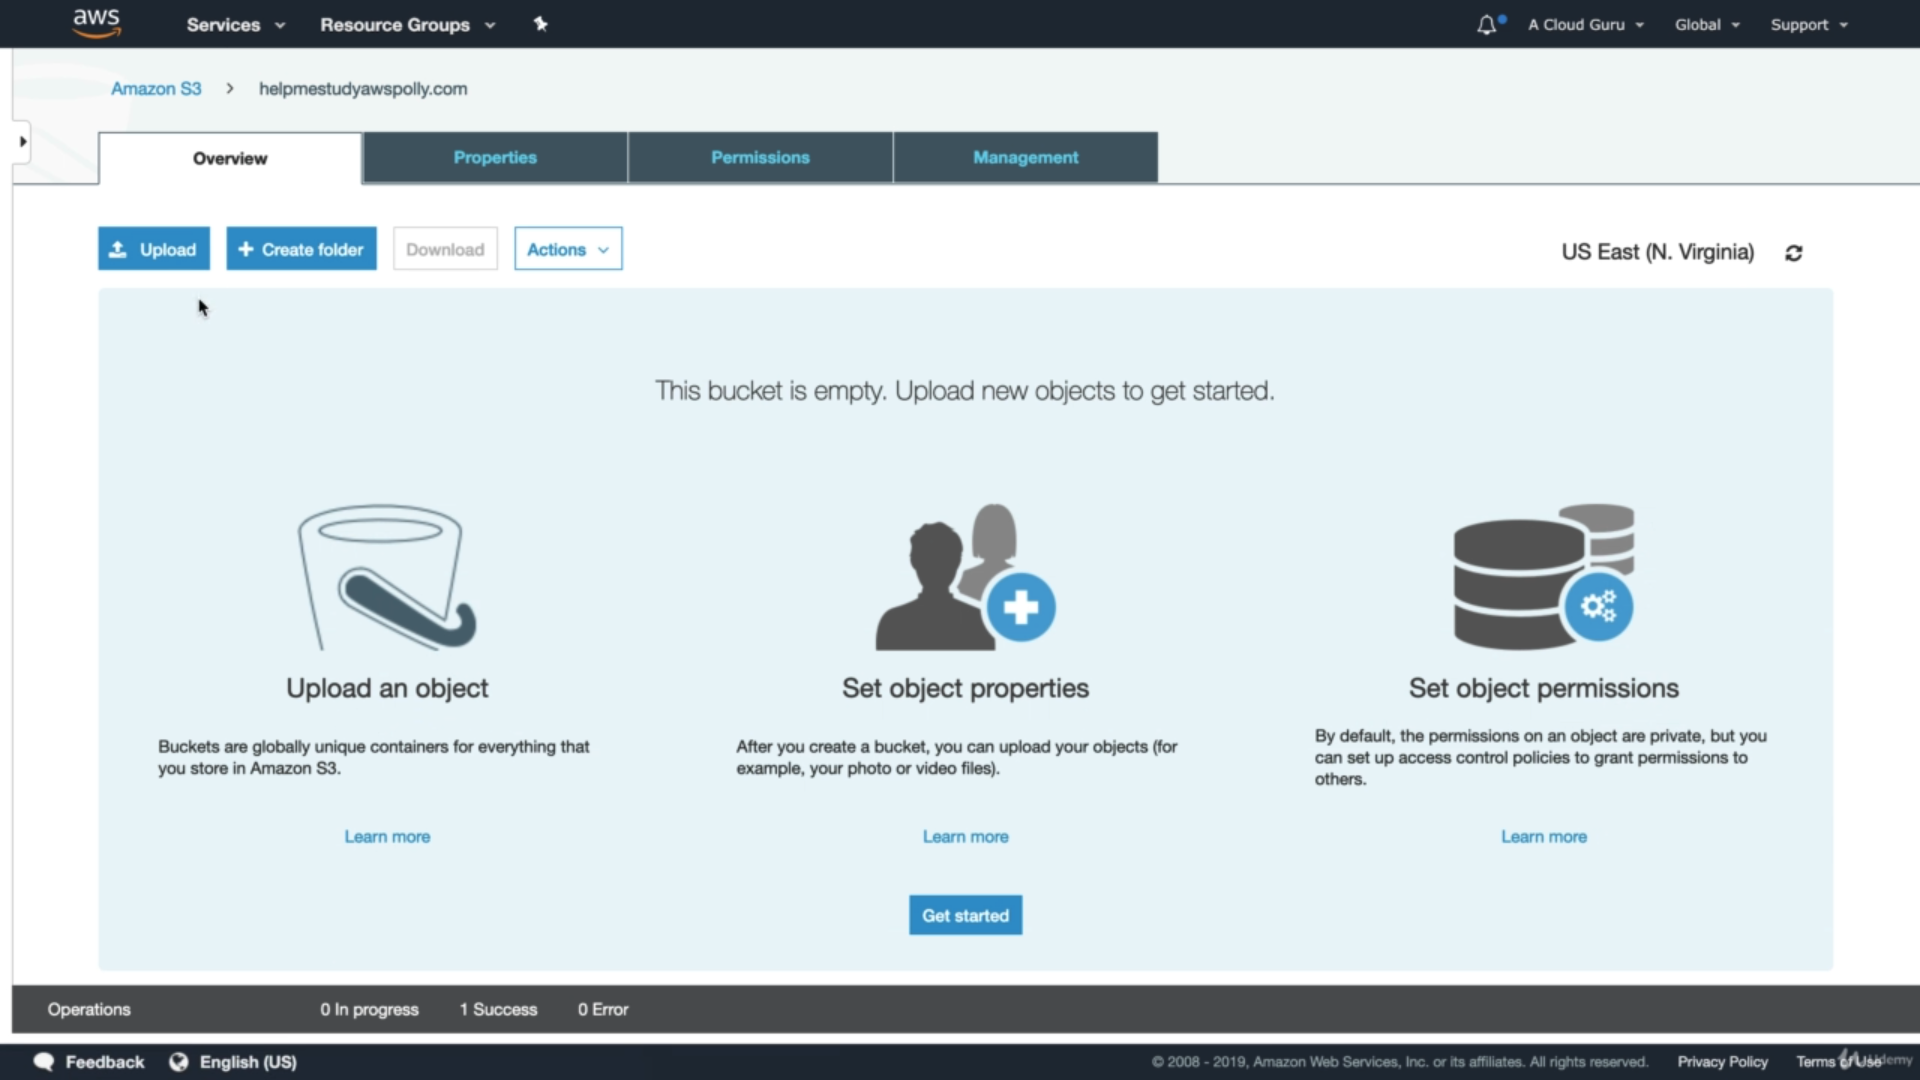 aws Services Resource Groups A Cloud Guru Global Support
Amazon S3 > helpmestudyawspolly.com
Overview Properties Permissions Management
Upload + Create folder Download Actions US East (N. Virginia)
This bucket is empty. Upload new objects to get started.
Upload an object
Buckets are globally unique containers for everything that
you store in Amazon S3.
Learn more
Set object properties
After you create a bucket, you can upload your objects (for
example, your photo or video files).
Learn more
Set object permissions
By default, the permissions on an object are private, but you
can set up access control policies to grant permissions to
others.
Learn more
Get started
Operations 0 In progress 1 Success 0 Error
Feedback English (US) © 2008 - 2019, Amazon Web Services, Inc. or its affiliates. All rights reserved. Privacy Policy Terms of Use